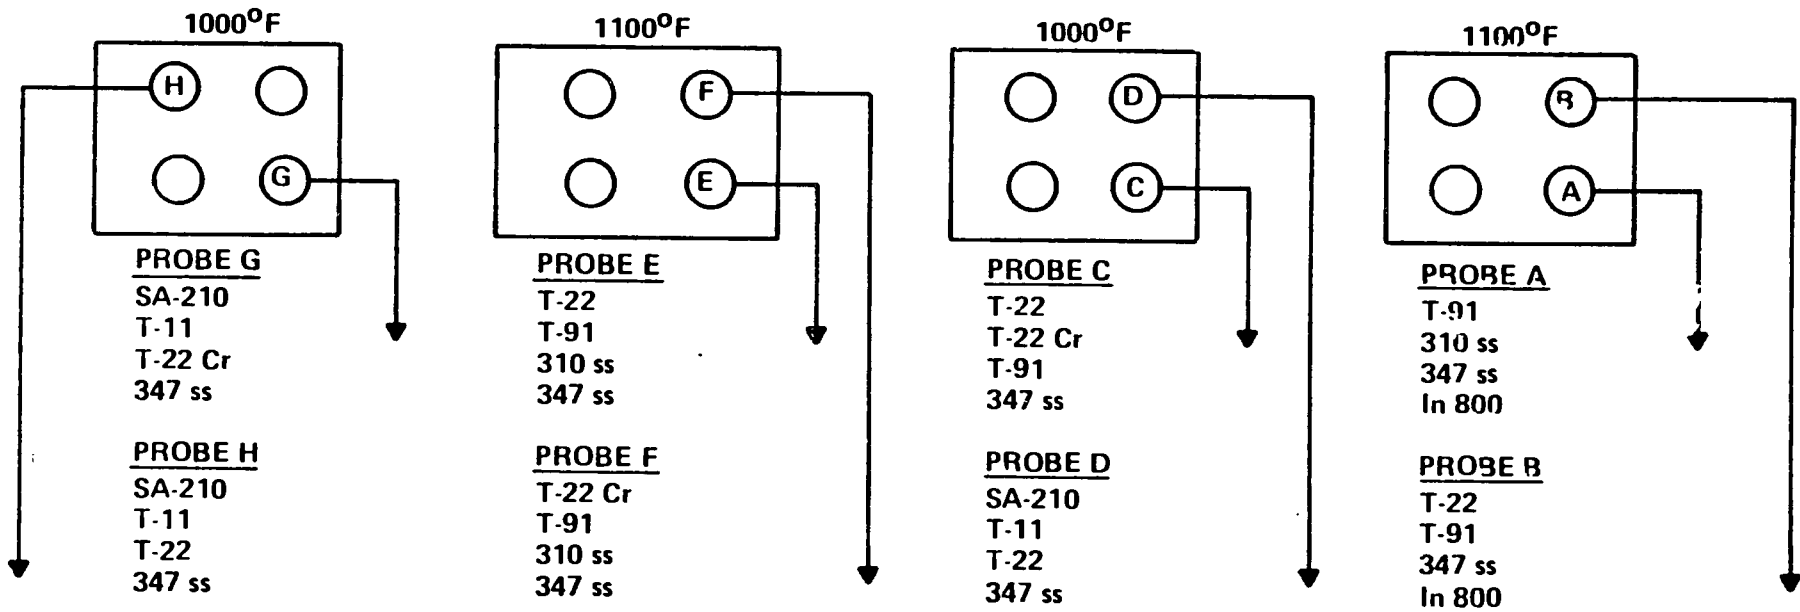 1000°F
H
G
PROBE G
SA-210
T-11
T-22 Cr
347 ss
PROBE H
SA-210
T-11
T-22
347 ss
1100°F
F
E
PROBE E
T-22
T-91
310 ss
347 ss
PROBE F
T-22 Cr
T-91
310 ss
347 ss
1000°F
D
C
PROBE C
T-22
T-22 Cr
T-91
347 ss
PROBE D
SA-210
T-11
T-22
347 ss
1100°F
B
A
PROBE A
T-91
310 ss
347 ss
In 800
PROBE B
T-22
T-91
347 ss
In 800